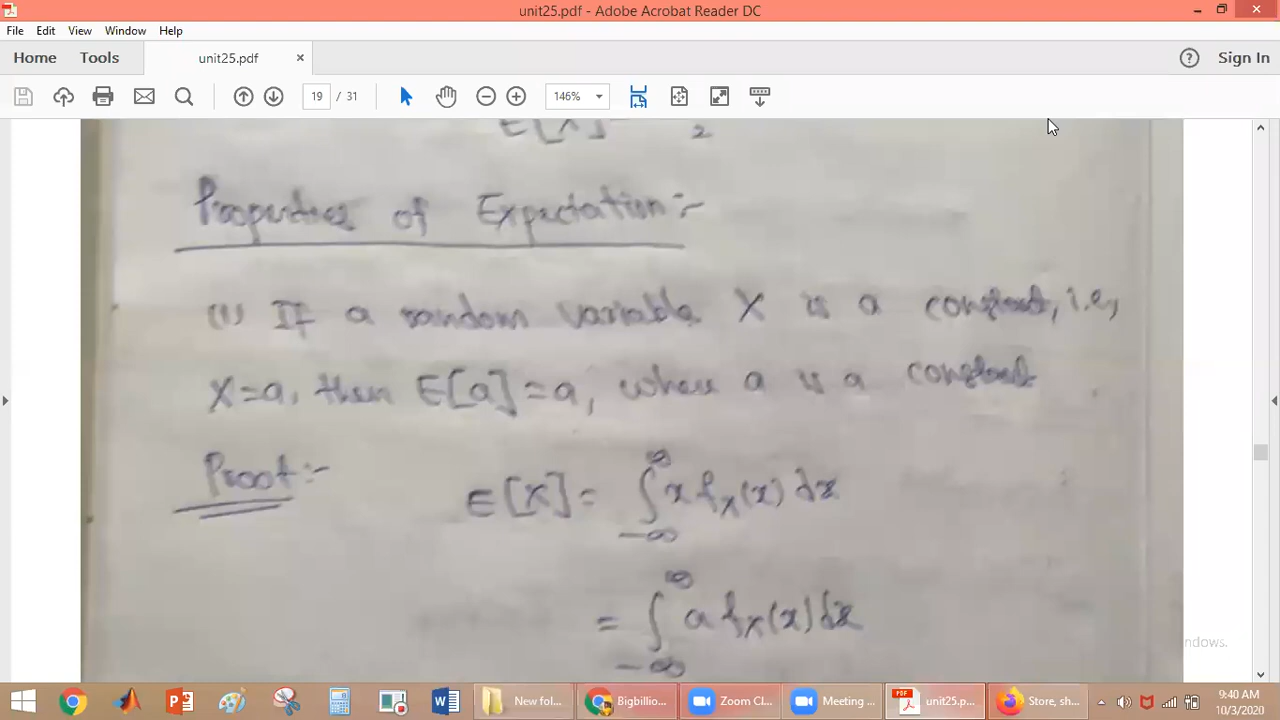 unit25.pdf - Adobe Acrobat Reader DC
File Edit View Window Help
Home Tools unit25.pdf × Sign In
19 / 31 146%
E[X] 2
Properties of Expectation:-
(1) If a random variable X is a constant, i.e,
X=a, then E[a]=a, where a is a constant
Proof:- E[X] = ∫_{-∞}^{∞} x f_X(x) dx
= ∫_{-∞}^{∞} a f_X(x) dx
ndows.
New fol... Bigbillio... Zoom Cl... Meeting ... unit25.p... Store, sh...
9:40 AM
10/3/2020